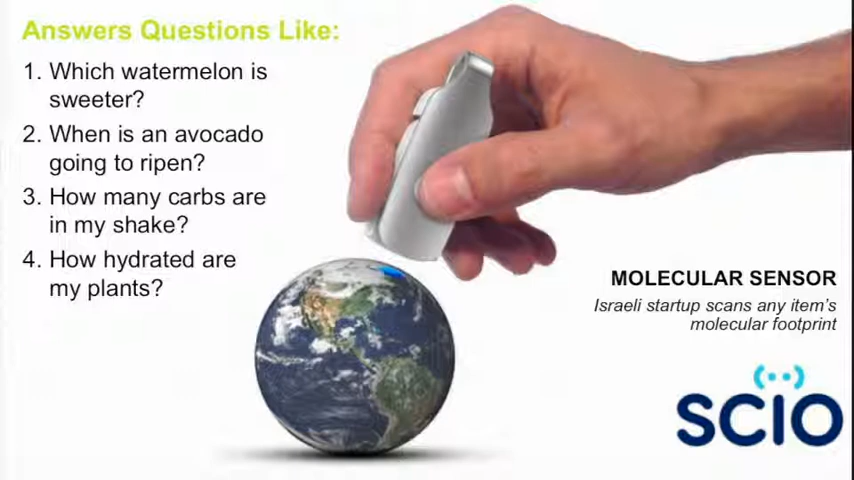 Answers Questions Like:
1. Which watermelon is
sweeter?
2. When is an avocado
going to ripen?
3. How many carbs are
in my shake?
4. How hydrated are
my plants?
MOLECULAR SENSOR
Israeli startup scans any item's
molecular footprint
SCIO